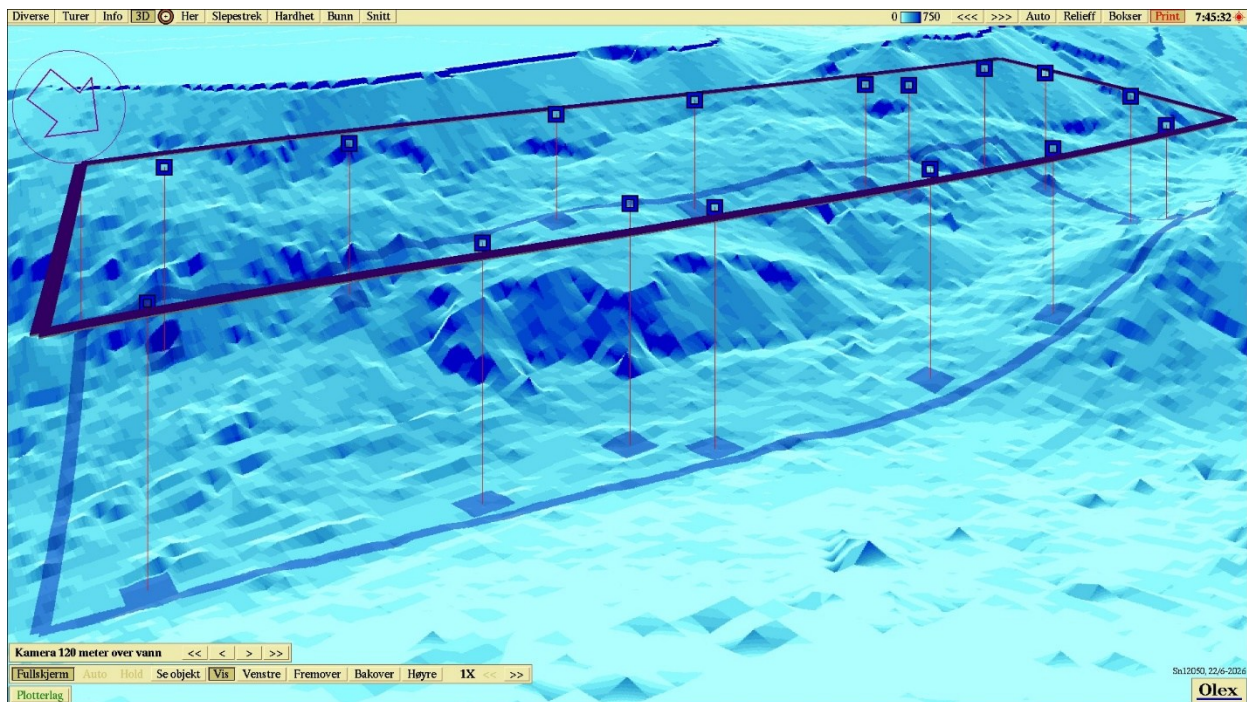 Diverse Turer Info 3D Her Slepestrek Hardhet Bunn Snitt 0 750 <<< >>> Auto Relieff Bokser Print 7:45:32
Kamera 120 meter over vann << < > >>
Fullskjerm Auto Hold Se objekt Vis Venstre Fremover Bakover Høyre 1X << >>
Sn12050, 22/6-2026
Plotterlag Olex